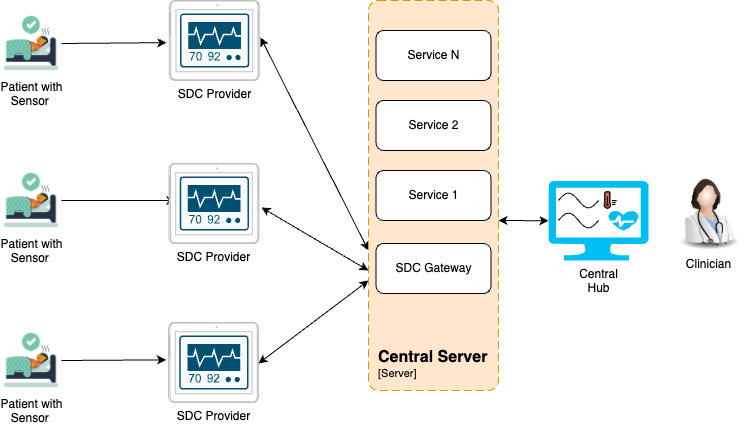 70 92
SDC Provider
Patient with
Sensor
70 92
SDC Provider
Patient with
Sensor
70 92
SDC Provider
Patient with
Sensor
Service N
Service 2
Service 1
SDC Gateway
Central Server
[Server]
Central
Hub
Clinician